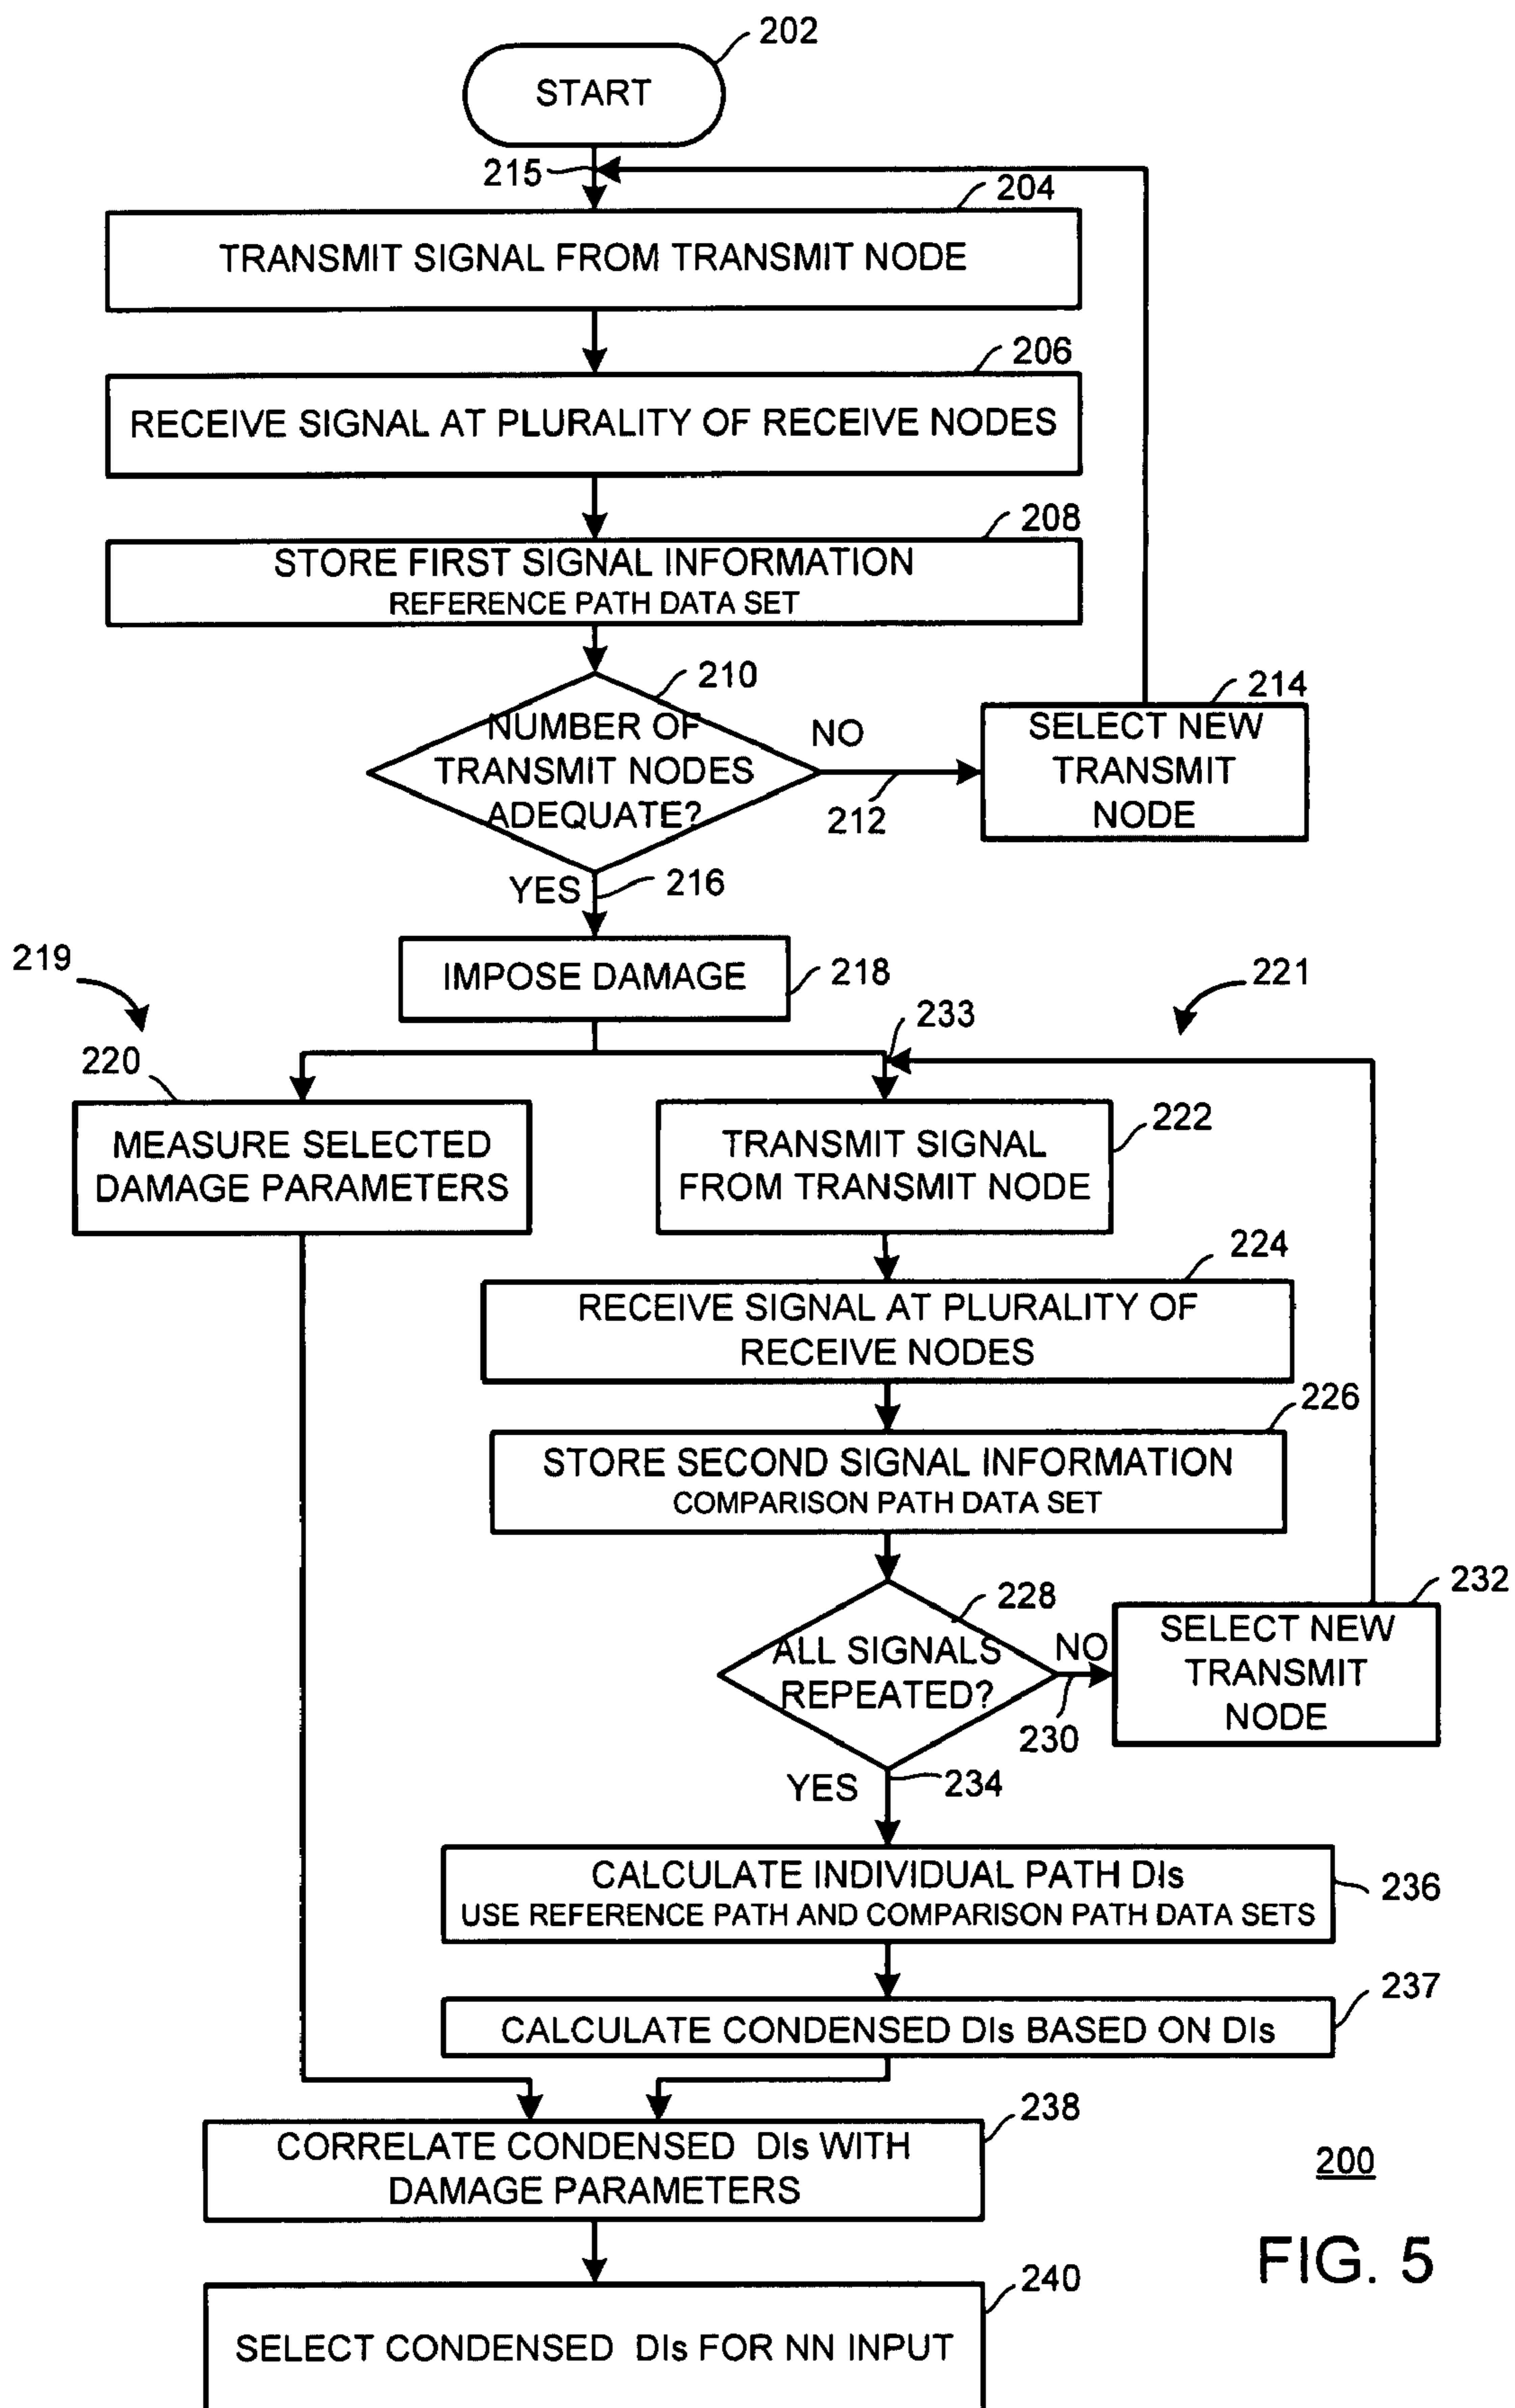 202
START
215
204
TRANSMIT SIGNAL FROM TRANSMIT NODE
206
RECEIVE SIGNAL AT PLURALITY OF RECEIVE NODES
208
STORE FIRST SIGNAL INFORMATION
REFERENCE PATH DATA SET
210
NUMBER OF
TRANSMIT NODES
ADEQUATE?
NO
212
214
SELECT NEW
TRANSMIT
NODE
YES
216
IMPOSE DAMAGE
218
219
221
233
220
MEASURE SELECTED
DAMAGE PARAMETERS
222
TRANSMIT SIGNAL
FROM TRANSMIT NODE
224
RECEIVE SIGNAL AT PLURALITY OF
RECEIVE NODES
226
STORE SECOND SIGNAL INFORMATION
COMPARISON PATH DATA SET
228
ALL SIGNALS
REPEATED?
NO
230
232
SELECT NEW
TRANSMIT
NODE
YES
234
CALCULATE INDIVIDUAL PATH DIs
USE REFERENCE PATH AND COMPARISON PATH DATA SETS
236
237
CALCULATE CONDENSED DIs BASED ON DIs
238
CORRELATE CONDENSED DIs WITH
DAMAGE PARAMETERS
200
FIG. 5
240
SELECT CONDENSED DIs FOR NN INPUT